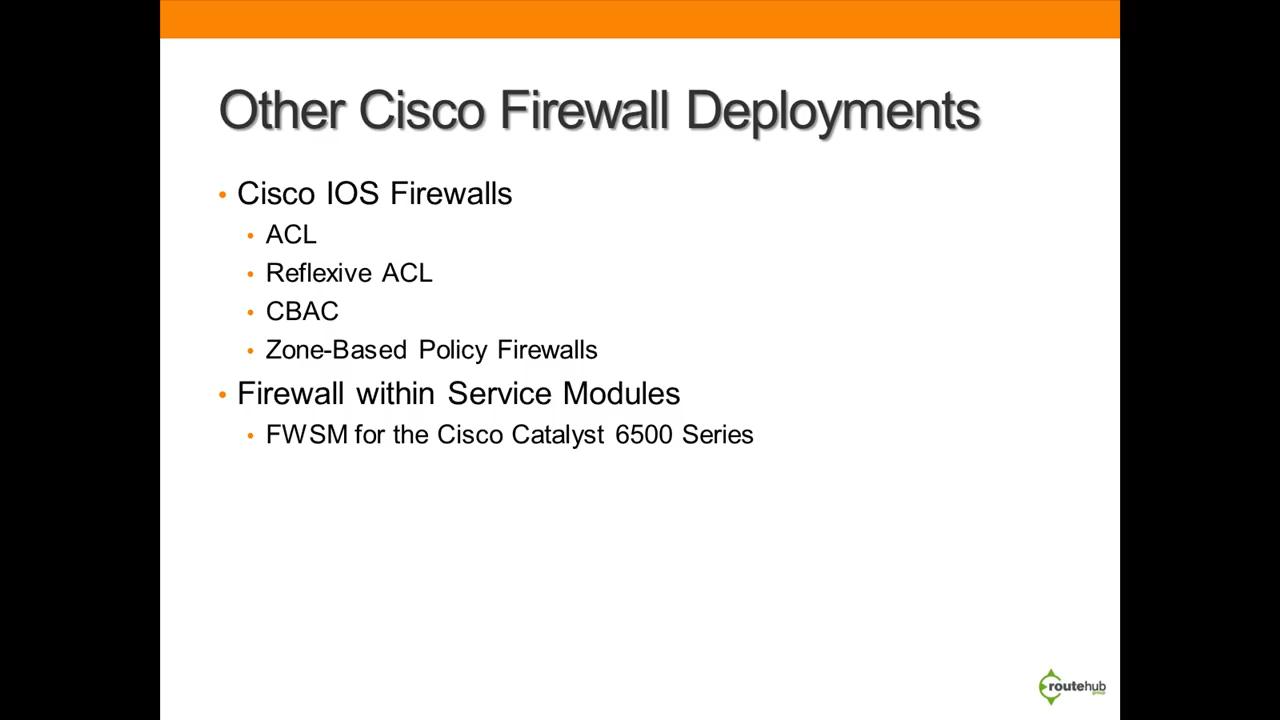 Other Cisco Firewall Deployments
• Cisco IOS Firewalls
• ACL
• Reflexive ACL
• CBAC
• Zone-Based Policy Firewalls
• Firewall within Service Modules
• FWSM for the Cisco Catalyst 6500 Series
routehub
group